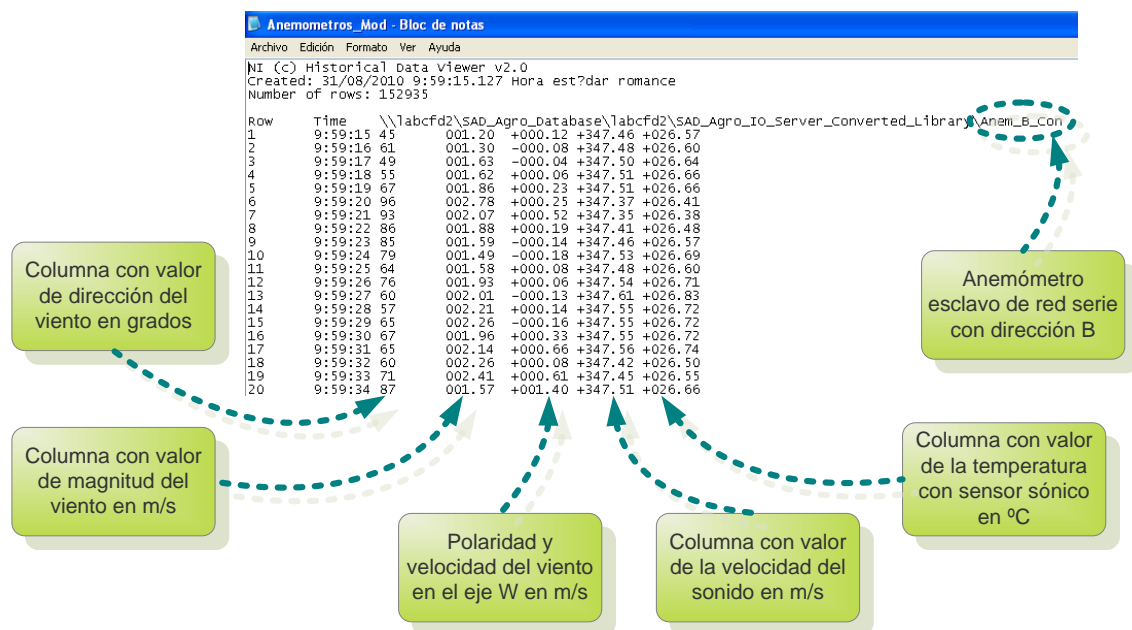 Anemometros_Mod - Bloc de notas
Archivo Edición Formato Ver Ayuda
NI (c) Historical Data Viewer v2.0
Created: 31/08/2010 9:59:15.127 Hora est?dar romance
Number of rows: 152935
Row Time \\labcfd2\SAD_Agro_Database\labcfd2\SAD_Agro_IO_Server_Converted_Library\Anem_B_Con
1 9:59:15 45 001.20 +000.12 +347.46 +026.57
2 9:59:16 61 001.30 -000.08 +347.48 +026.60
3 9:59:17 49 001.63 -000.04 +347.50 +026.64
4 9:59:18 55 001.62 +000.06 +347.51 +026.66
5 9:59:19 67 001.86 +000.23 +347.51 +026.66
6 9:59:20 96 002.78 +000.25 +347.37 +026.41
7 9:59:21 93 002.07 +000.52 +347.35 +026.38
8 9:59:22 86 001.88 +000.19 +347.41 +026.48
9 9:59:23 85 001.59 -000.14 +347.46 +026.57
10 9:59:24 79 001.49 -000.18 +347.53 +026.69
11 9:59:25 64 001.58 +000.08 +347.48 +026.60
12 9:59:26 76 001.93 +000.06 +347.54 +026.71
13 9:59:27 60 002.01 -000.13 +347.61 +026.83
14 9:59:28 57 002.21 +000.14 +347.55 +026.72
15 9:59:29 65 002.26 -000.16 +347.55 +026.72
16 9:59:30 67 001.96 +000.33 +347.55 +026.72
17 9:59:31 65 002.14 +000.66 +347.56 +026.74
18 9:59:32 60 002.26 +000.08 +347.42 +026.50
19 9:59:33 71 002.41 +000.61 +347.45 +026.55
20 9:59:34 87 001.57 +001.40 +347.51 +026.66
Columna con valor
de dirección del
viento en grados
Anemómetro
esclavo de red serie
con dirección B
Columna con valor
de magnitud del
viento en m/s
Polaridad y
velocidad del viento
en el eje W en m/s
Columna con valor
de la velocidad del
sonido en m/s
Columna con valor
de la temperatura
con sensor sónico
en ºC